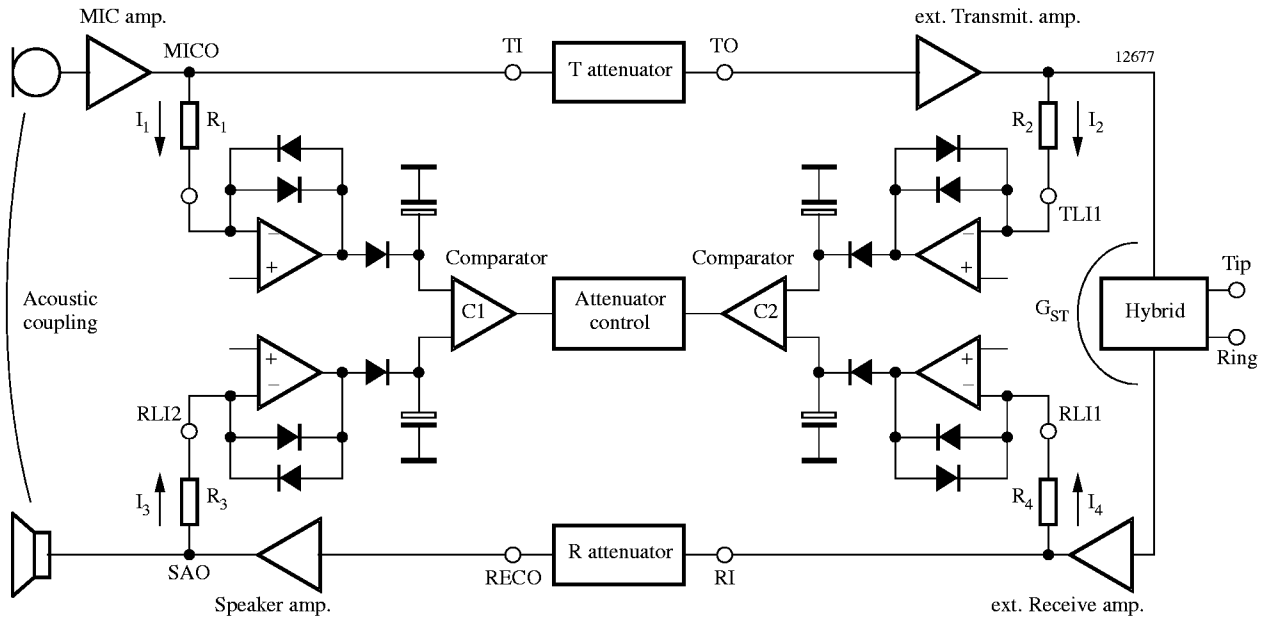 MIC amp.
ext. Transmit. amp.
MICO
TI
T attenuator
TO
12677
I1
R1
R2
I2
TLI1
−
+
−
+
Comparator
Comparator
Acoustic
coupling
C1
Attenuator
control
C2
GST
Hybrid
Tip
Ring
+
−
+
−
RLI2
RLI1
I3
R3
R4
I4
SAO
RECO
R attenuator
RI
Speaker amp.
ext. Receive amp.